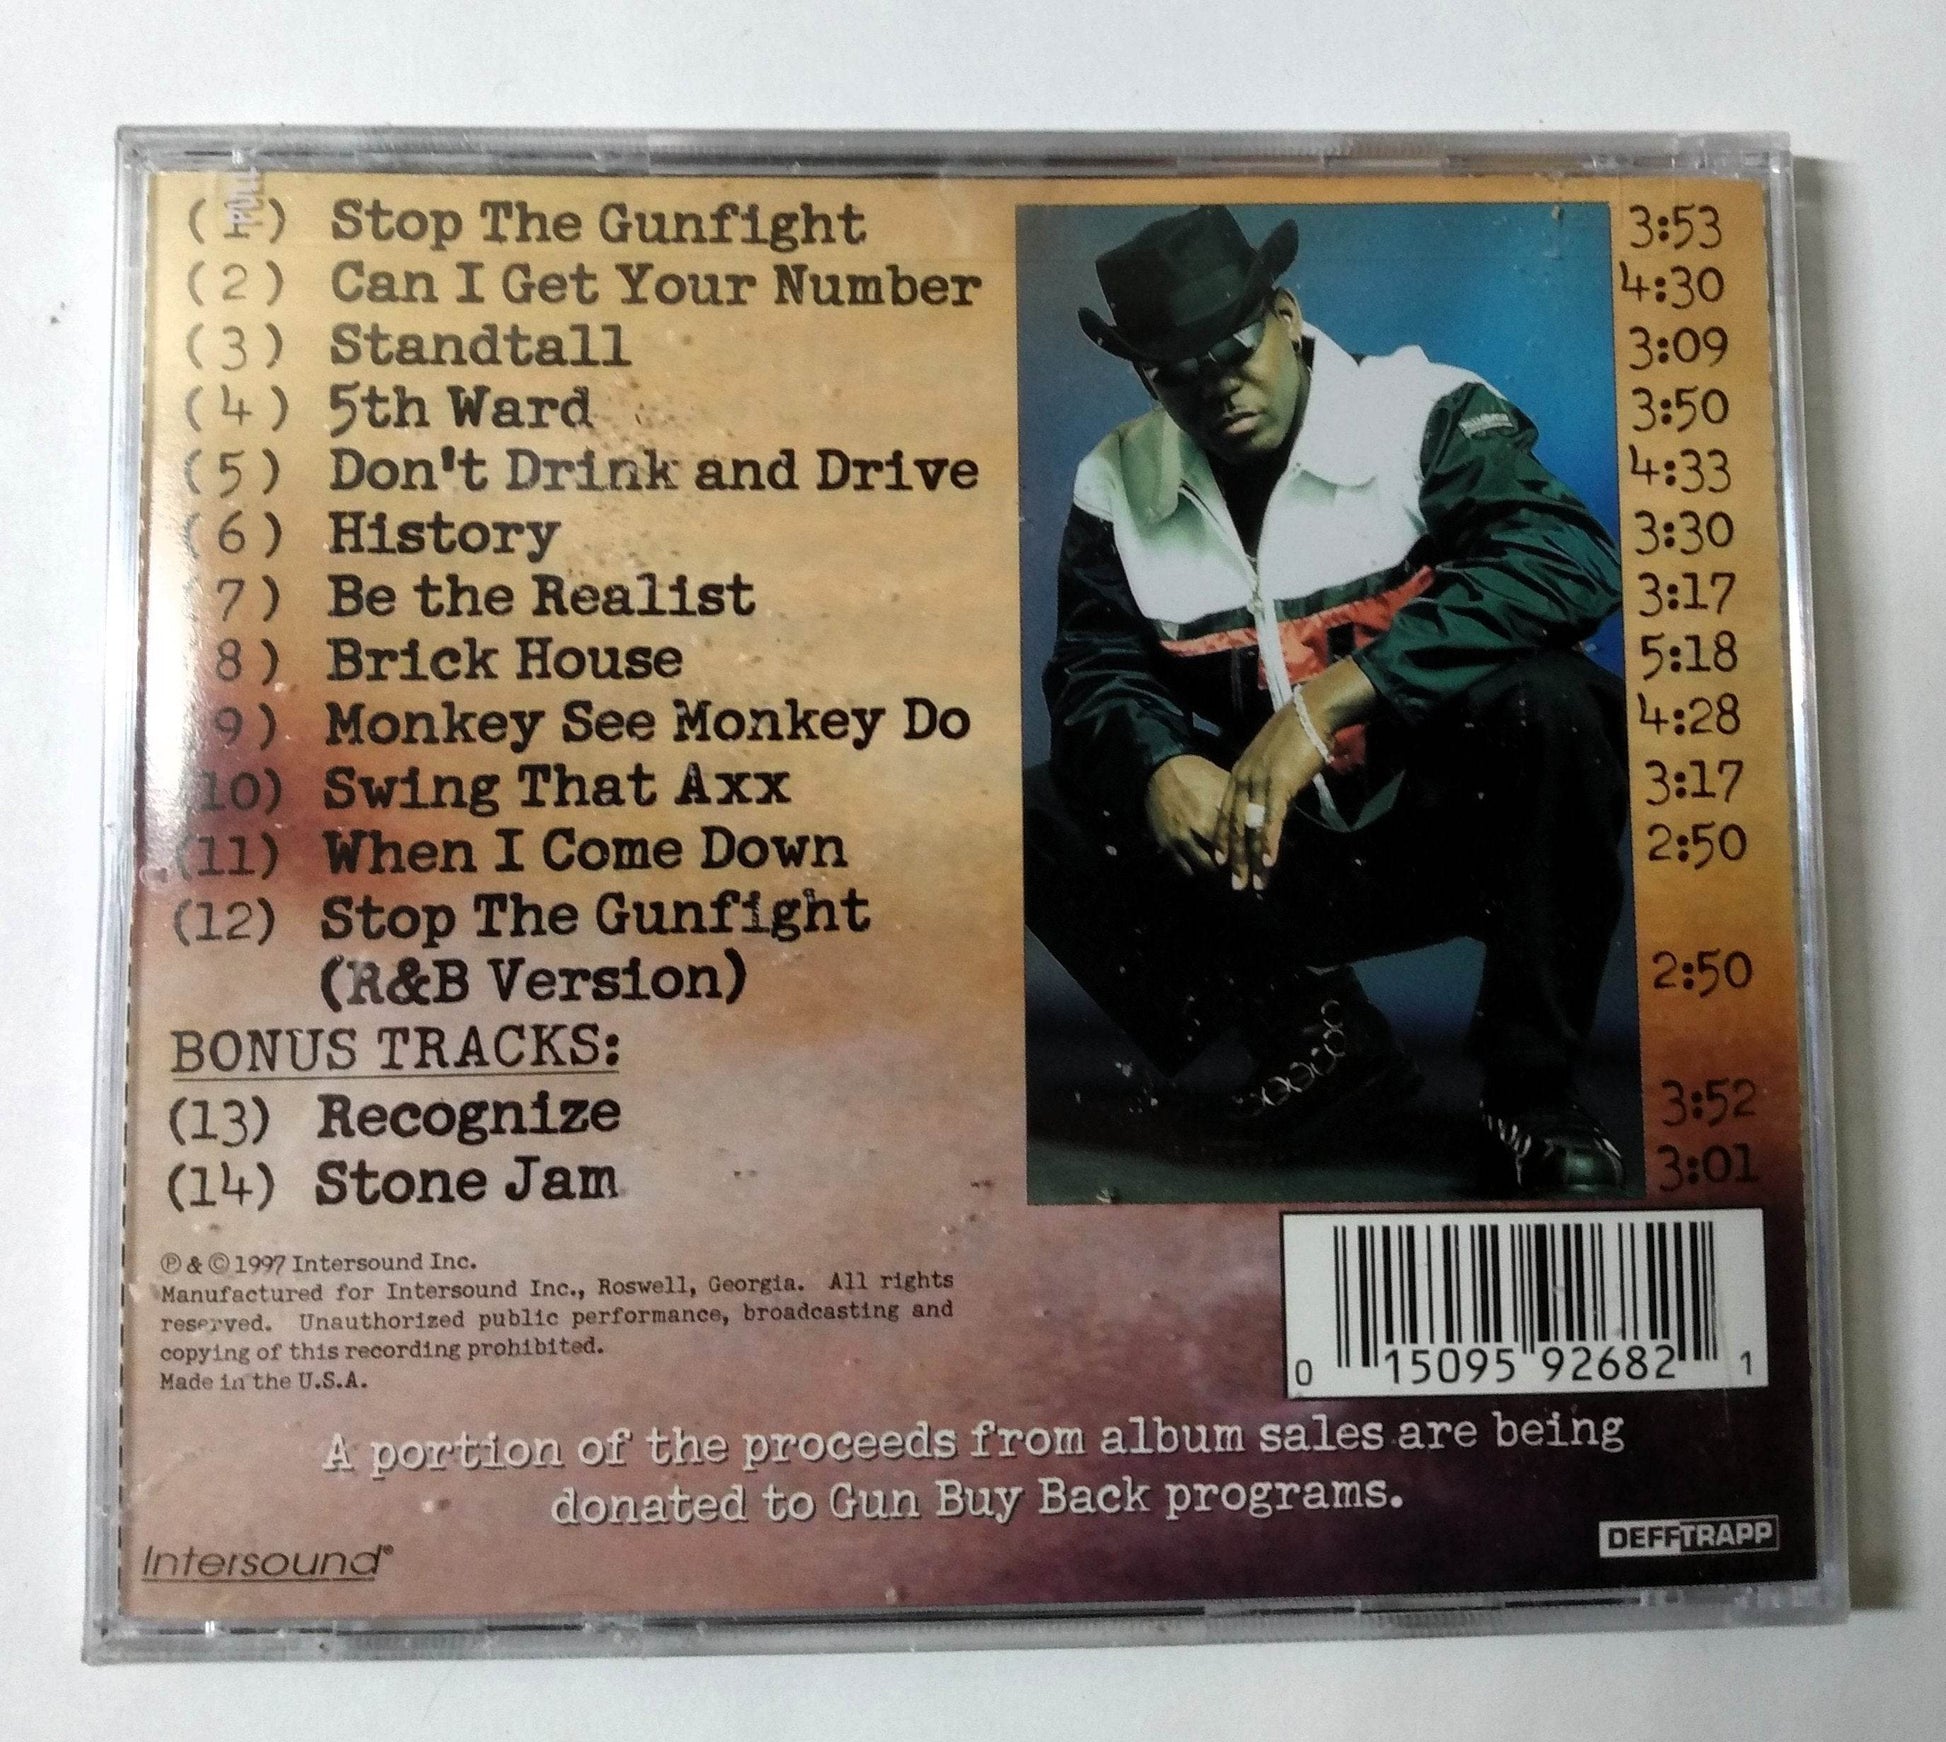 (1) Stop The Gunfight 3:53
(2) Can I Get Your Number 4:30
(3) Standtall 3:09
(4) 5th Ward 3:50
(5) Don't Drink and Drive 4:33
(6) History 3:30
7) Be the Realist 3:17
8) Brick House 5:18
9) Monkey See Monkey Do 4:28
10) Swing That Axx 3:17
(11) When I Come Down 2:50
(12) Stop The Gunfight
(R&B Version) 2:50
BONUS TRACKS:
(13) Recognize 3:52
(14) Stone Jam 3:01
℗ & © 1997 Intersound Inc.
Manufactured for Intersound Inc., Roswell, Georgia. All rights
reserved. Unauthorized public performance, broadcasting and
copying of this recording prohibited.
Made in the U.S.A.
0 15095 92682 1
A portion of the proceeds from album sales are being
donated to Gun Buy Back programs.
Intersound®
DEFFTRAPP